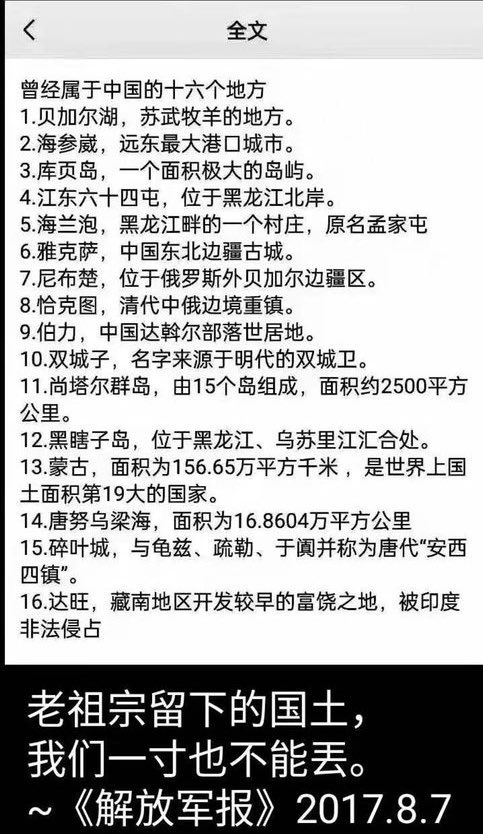 全文
曾经属于中国的十六个地方
1.贝加尔湖，苏武牧羊的地方。
2.海参崴，远东最大港口城市。
3.库页岛，一个面积极大的岛屿。
4.江东六十四屯，位于黑龙江北岸。
5.海兰泡，黑龙江畔的一个村庄，原名孟家屯
6.雅克萨，中国东北边疆古城。
7.尼布楚，位于俄罗斯外贝加尔边疆区。
8.恰克图，清代中俄边境重镇。
9.伯力，中国达斡尔部落世居地。
10.双城子，名字来源于明代的双城卫。
11.尚塔尔群岛，由15个岛组成，面积约2500平方
公里。
12.黑瞎子岛，位于黑龙江、乌苏里江汇合处。
13.蒙古，面积为156.65万平方千米 ，是世界上国
土面积第19大的国家。
14.唐努乌梁海，面积为16.8604万平方公里
15.碎叶城，与龟兹、疏勒、于阗并称为唐代“安西
四镇”。
16.达旺，藏南地区开发较早的富饶之地，被印度
非法侵占
老祖宗留下的国土，
我们一寸也不能丢。
~《解放军报》2017.8.7